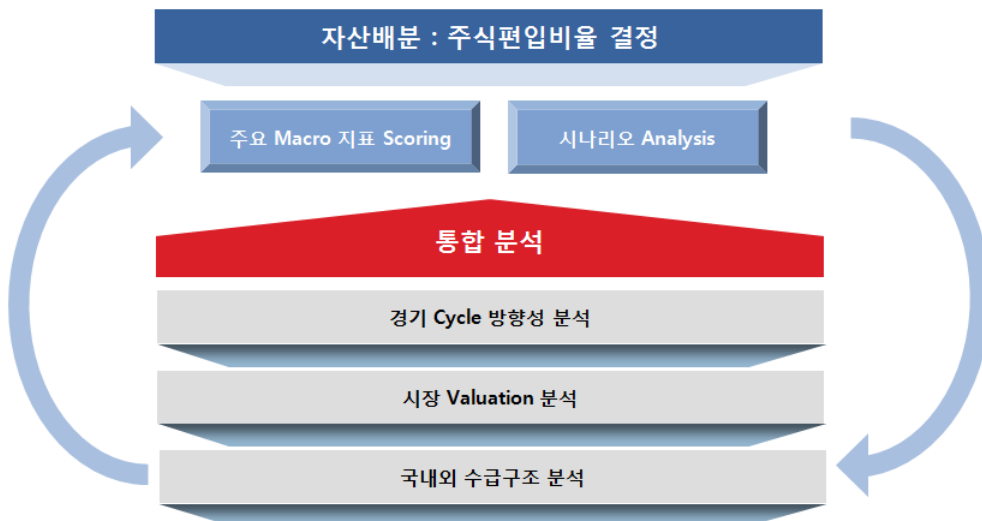 자산배분 : 주식편입비율 결정
주요 Macro 지표 Scoring
시나리오 Analysis
통합 분석
경기 Cycle 방향성 분석
시장 Valuation 분석
국내외 수급구조 분석